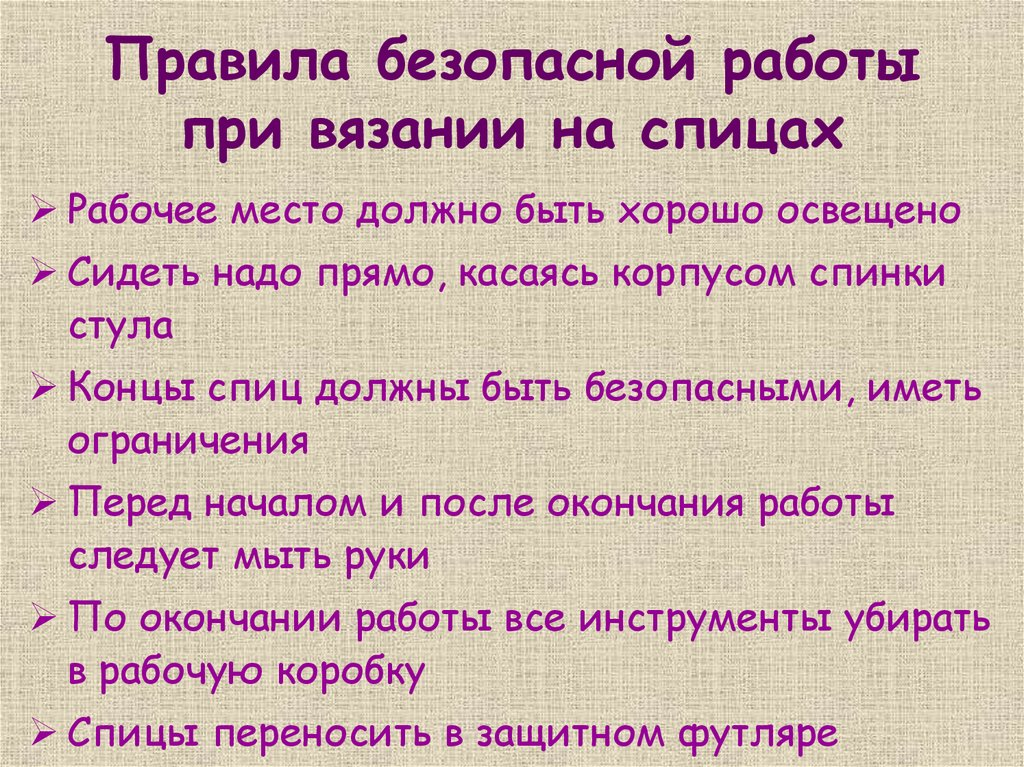 Правила безопасной работы
при вязании на спицах
➢ Рабочее место должно быть хорошо освещено
➢ Сидеть надо прямо, касаясь корпусом спинки
стула
➢ Концы спиц должны быть безопасными, иметь
ограничения
➢ Перед началом и после окончания работы
следует мыть руки
➢ По окончании работы все инструменты убирать
в рабочую коробку
➢ Спицы переносить в защитном футляре